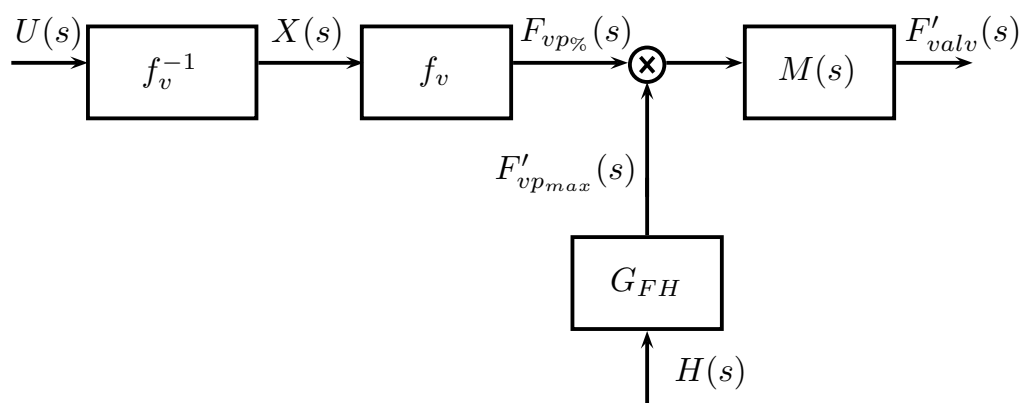 U(s)
f_v^{-1}
X(s)
f_v
F_{vp_%}(s)
×
M(s)
F'_{valv}(s)
F'_{vp_{max}}(s)
G_{FH}
H(s)